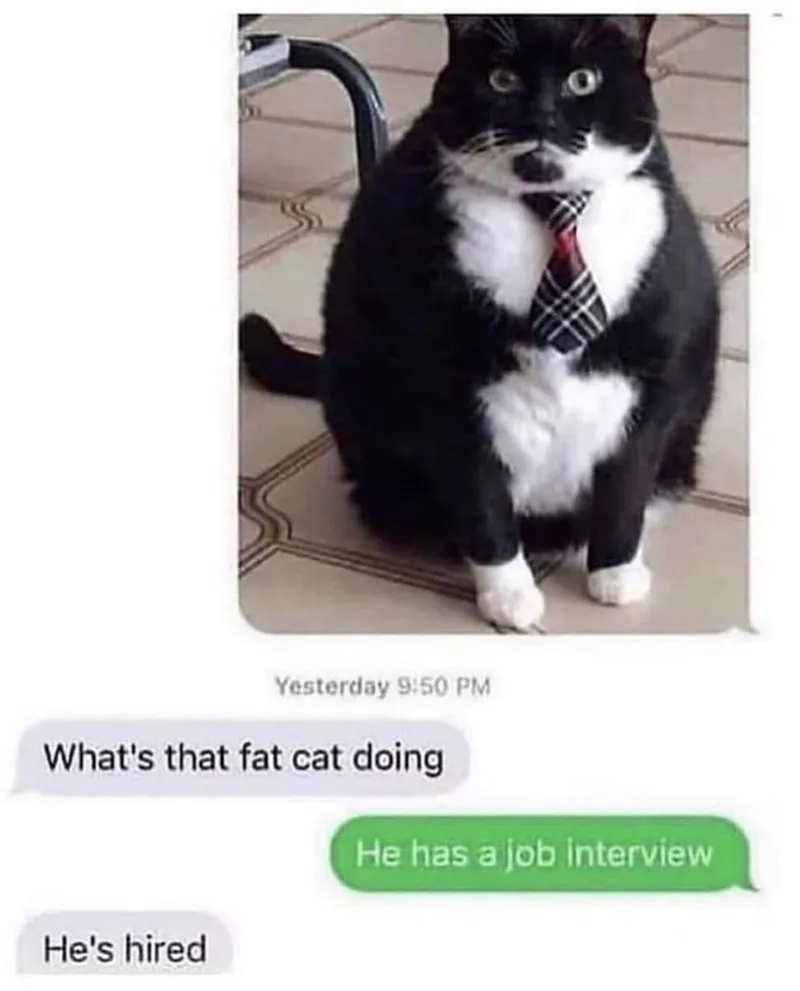 Yesterday 9:50 PM
What's that fat cat doing
He has a job interview
He's hired